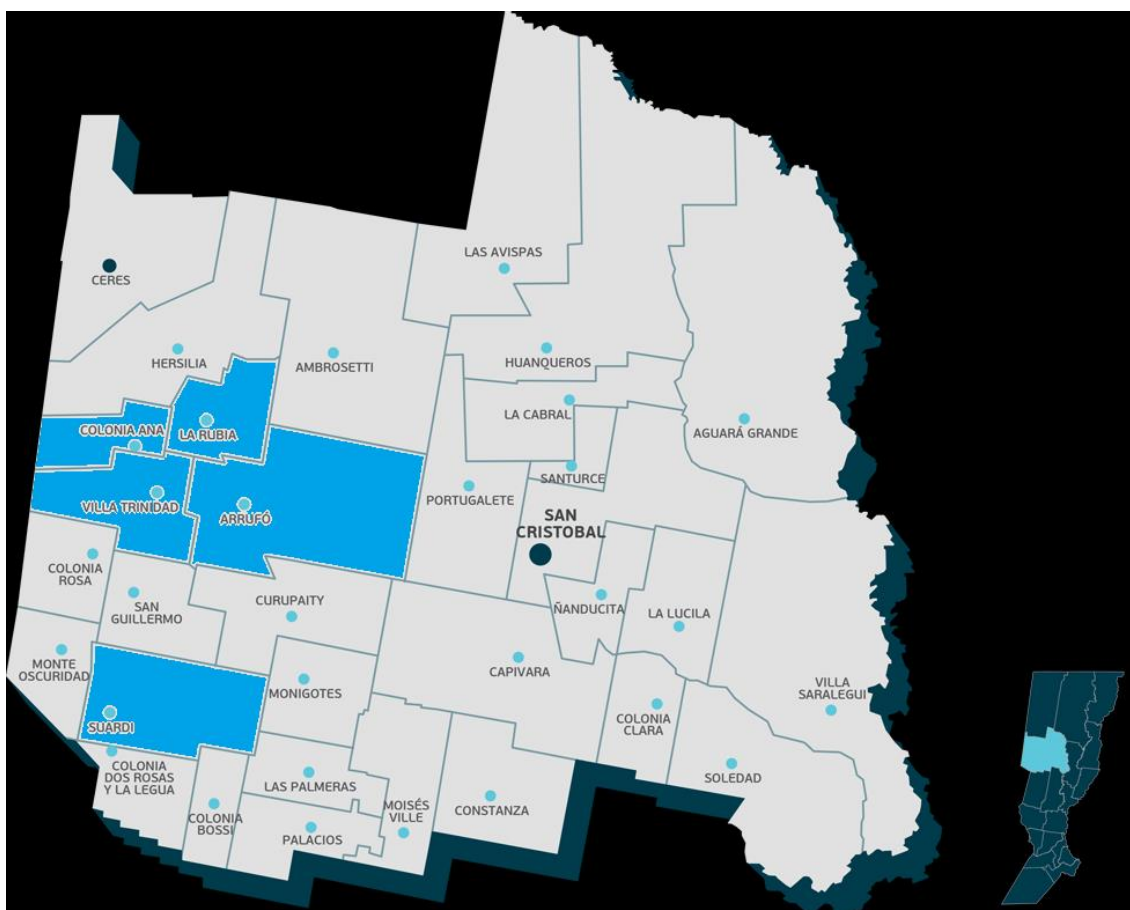 LAS AVISPAS
CERES
HERSILIA
AMBROSETTI
HUANQUEROS
LA CABRAL
AGUARÁ GRANDE
COLONIA ANA
LA RUBIA
SANTURCE
PORTUGALETE
VILLA TRINIDAD
ARRUFÓ
SAN
CRISTOBAL
COLONIA
ROSA
SAN
GUILLERMO
CURUPAITY
ÑANDUCITA
LA LUCILA
MONTE
OSCURIDAD
CAPIVARA
MONIGOTES
VILLA
SARALEGUI
SUARDI
COLONIA
CLARA
COLONIA
DOS ROSAS
Y LA LEGUA
SOLEDAD
LAS PALMERAS
COLONIA
BOSSI
MOISÉS
VILLE
CONSTANZA
PALACIOS